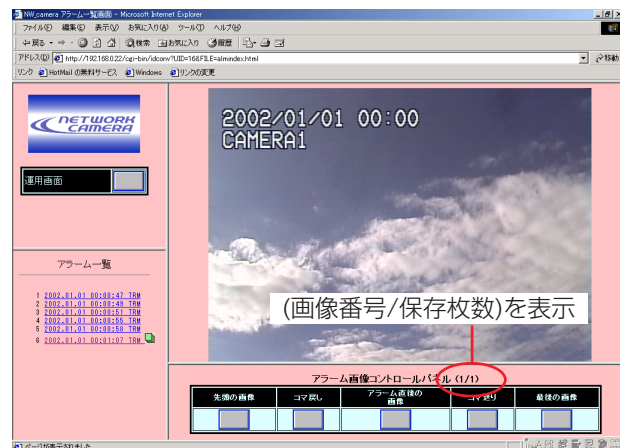 NW_camera アラーム一覧画面 - Microsoft Internet Explorer
ファイル(F) 編集(E) 表示(V) お気に入り(A) ツール(T) ヘルプ(H)
戻る 検索 お気に入り 履歴
アドレス(D) http://192.168.0.22/cgi-bin/idconv?UID=16&FILE=almindex.html 移動
リンク HotMail の無料サービス Windows リンクの変更
NETWORK
CAMERA
運用画面
2002/01/01 00:00
CAMERA1
アラーム一覧
1 2002.01.01 00:00:47 TRM
2 2002.01.01 00:00:49 TRM
3 2002.01.01 00:00:51 TRM
4 2002.01.01 00:00:55 TRM
5 2002.01.01 00:00:58 TRM
6 2002.01.01 00:01:07 TRM
(画像番号/保存枚数)を表示
アラーム画像コントロールパネル (1/1)
先頭の画像 コマ戻し アラーム直後の画像 コマ送り 最後の画像
ページが表示されました